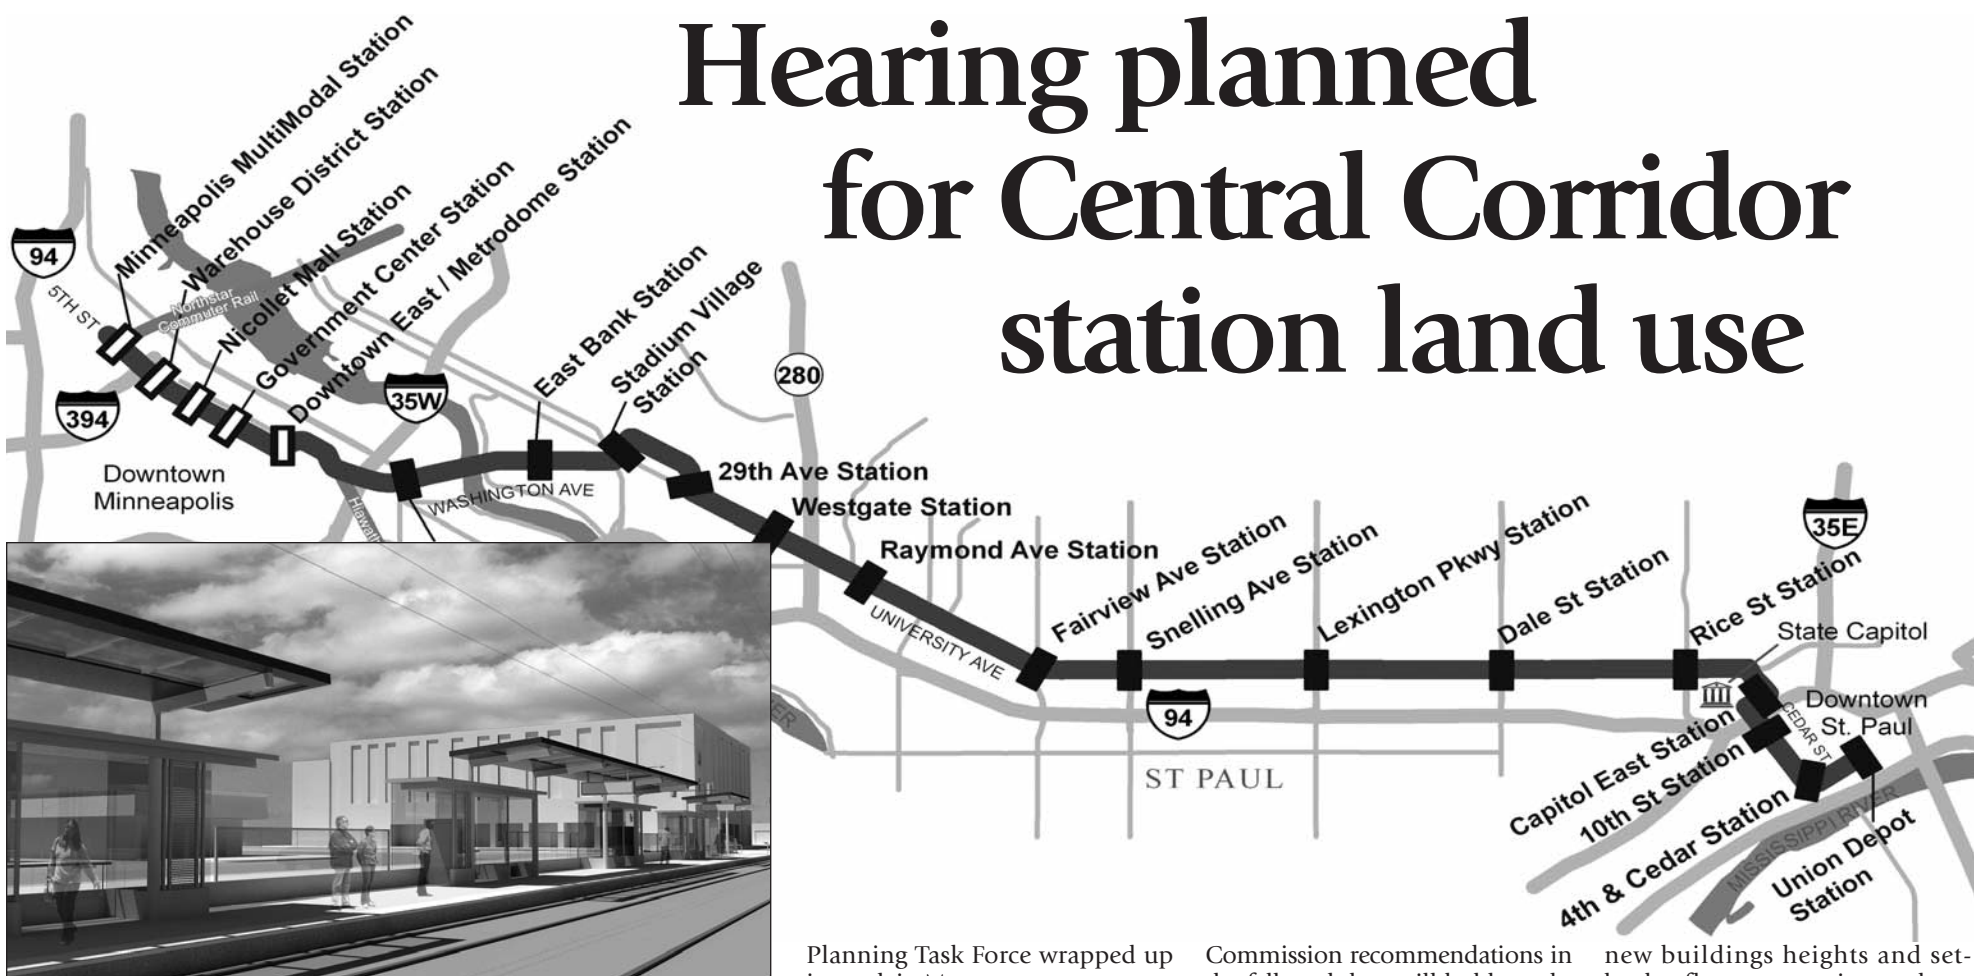 Hearing planned
for Central Corridor
station land use
Minneapolis MultiModal Station
Warehouse District Station
Nicollet Mall Station
Government Center Station
Downtown East / Metrodome Station
East Bank Station
Stadium Village
Station
94
5TH ST
Northstar
Commuter Rail
394
35W
280
Downtown
Minneapolis
WASHINGTON AVE
29th Ave Station
Westgate Station
Raymond Ave Station
UNIVERSITY AVE
Fairview Ave Station
Snelling Ave Station
Lexington Pkwy Station
Dale St Station
Rice St Station
35E
State Capitol
94
Downtown
St. Paul
CEDAR ST
Capitol East Station
10th St Station
4th & Cedar Station
MISSISSIPPI RIVER
Union Depot
Station
ST PAUL
Planning Task Force wrapped up
Commission recommendations in
new buildings heights and set-